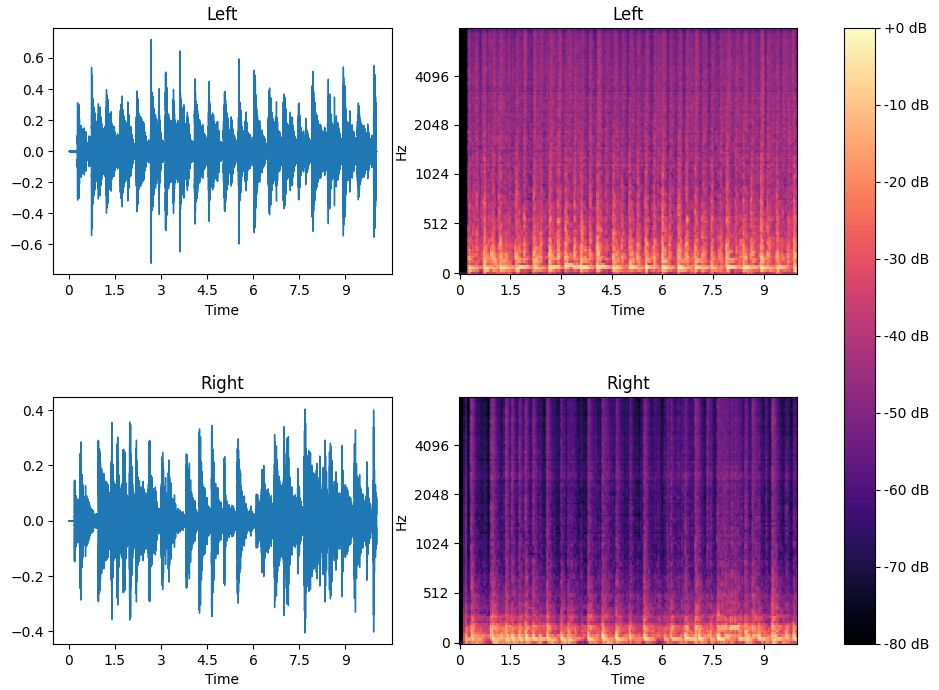 Left
0.6
0.4
0.2
0.0
−0.2
−0.4
−0.6
0 1.5 3 4.5 6 7.5 9
Time
Left
Hz
4096
2048
1024
512
0
0 1.5 3 4.5 6 7.5 9
Time
Right
0.4
0.2
0.0
−0.2
−0.4
0 1.5 3 4.5 6 7.5 9
Time
Right
Hz
4096
2048
1024
512
0
0 1.5 3 4.5 6 7.5 9
Time
+0 dB
-10 dB
-20 dB
-30 dB
-40 dB
-50 dB
-60 dB
-70 dB
-80 dB